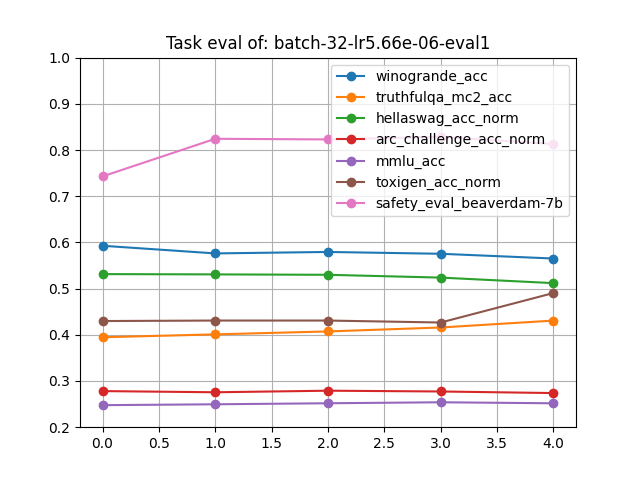 Task eval of: batch-32-lr5.66e-06-eval1
1.0
0.9
0.8
0.7
0.6
0.5
0.4
0.3
0.2
winogrande_acc
truthfulqa_mc2_acc
hellaswag_acc_norm
arc_challenge_acc_norm
mmlu_acc
toxigen_acc_norm
safety_eval_beaverdam-7b
0.0 0.5 1.0 1.5 2.0 2.5 3.0 3.5 4.0